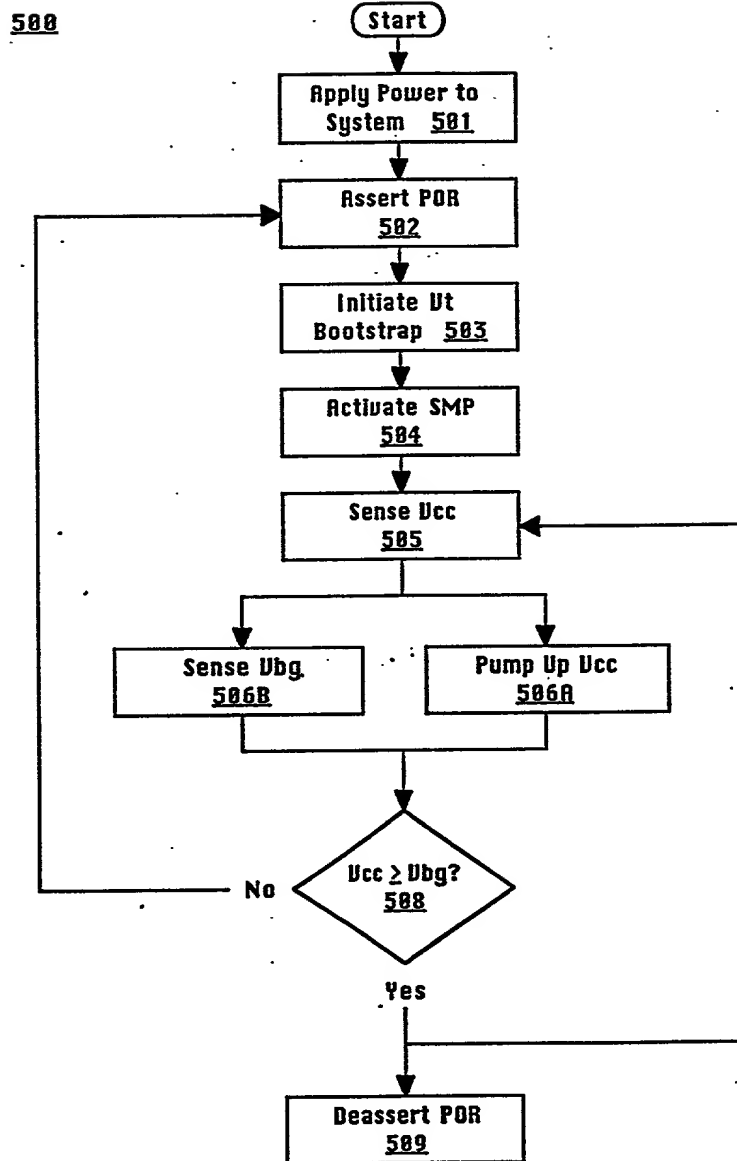 500
Start
Apply Power to
System 501
Assert POR
502
Initiate Vt
Bootstrap 503
Activate SMP
504
Sense Vcc
505
Sense Vbg
506B
Pump Up Vcc
506A
Vcc ≥ Vbg?
508
No
Yes
Deassert POR
509